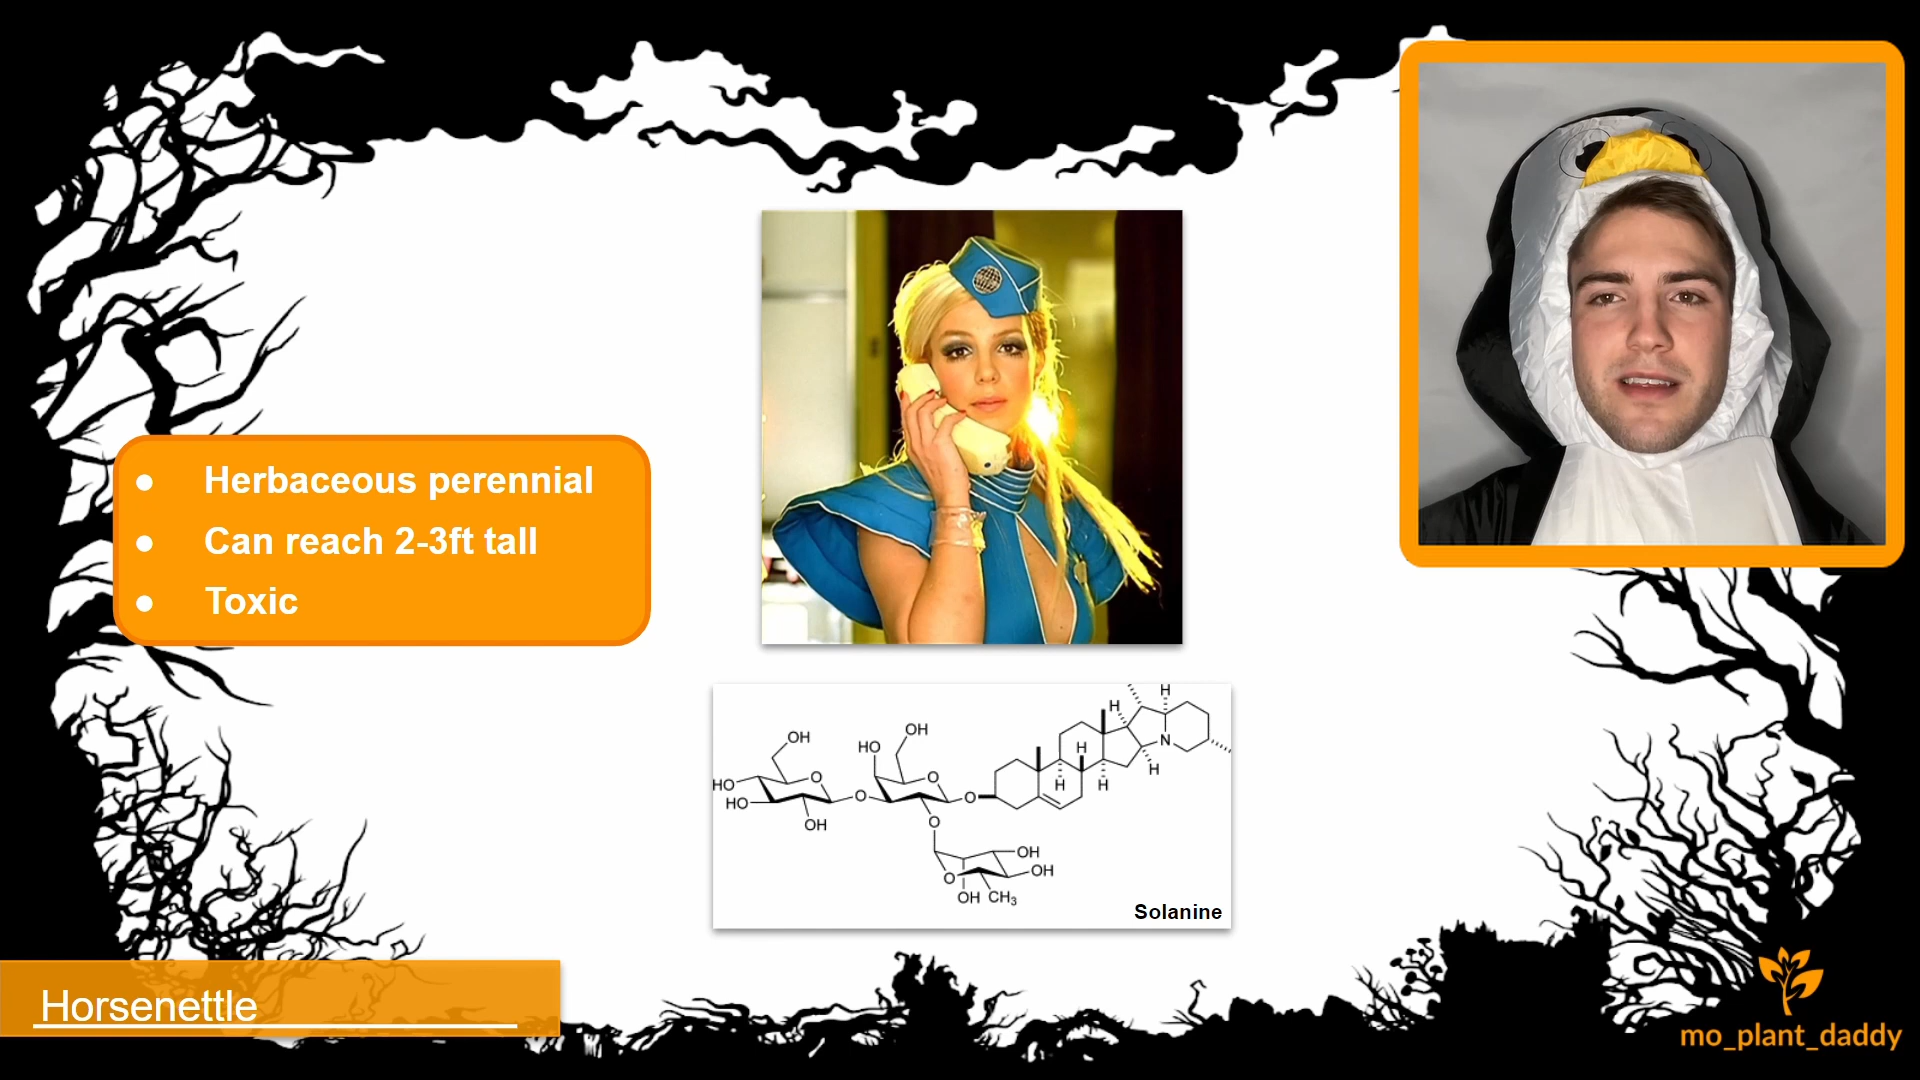 ● Herbaceous perennial
● Can reach 2-3ft tall
● Toxic
H
H
OH
HO
OH
N
H
H
HO
O
O
H
H
H
HO
O
O
OH
O
OH
O
OH
OH
CH3
Solanine
Horsenettle
mo_plant_daddy